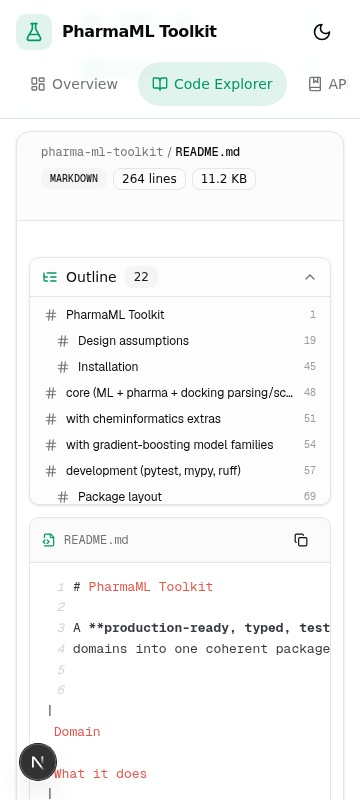 PharmaML Toolkit
Overview
Code Explorer
AP
pharma-ml-toolkit / README.md
MARKDOWN
264 lines
11.2 KB
Outline 22
# PharmaML Toolkit 1
# Design assumptions 19
# Installation 45
# core (ML + pharma + docking parsing/sc… 48
# with cheminformatics extras 51
# with gradient-boosting model families 54
# development (pytest, mypy, ruff) 57
# Package layout 69
README.md
1 # PharmaML Toolkit
2
3 A **production-ready, typed, test
4 domains into one coherent package
5
6
|
Domain
N
What it does
|